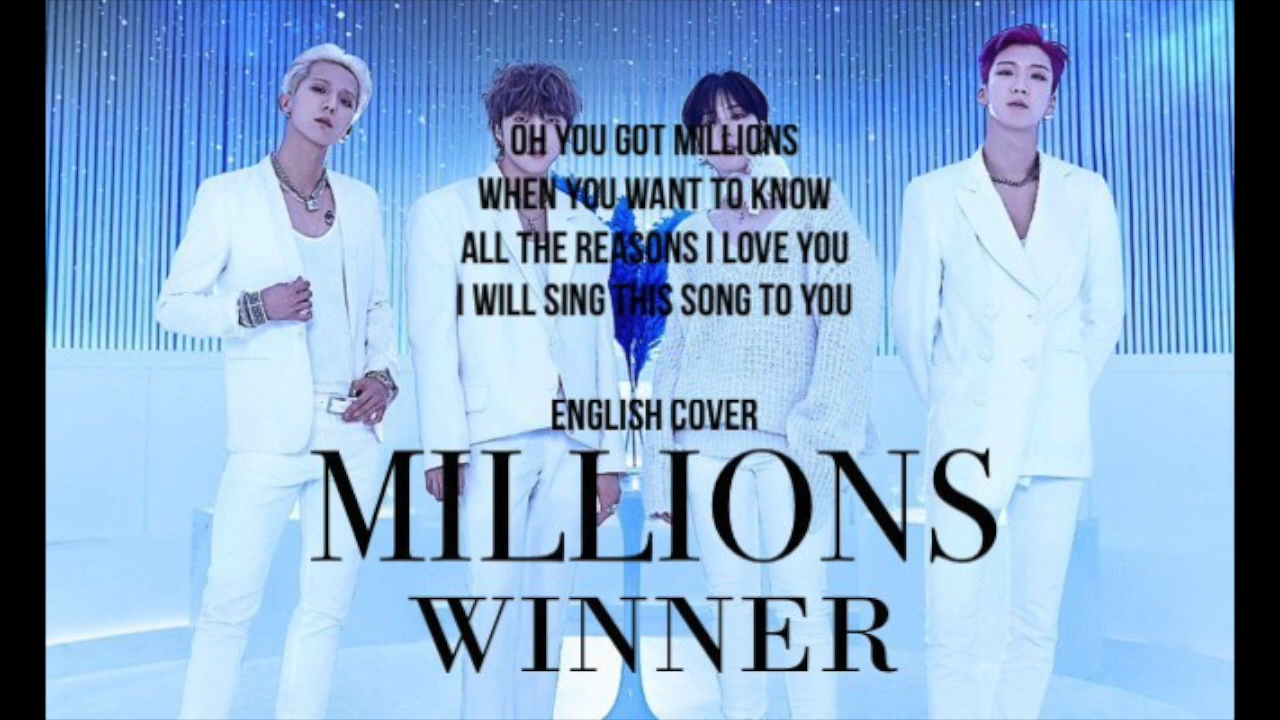 OH YOU GOT MILLIONS
WHEN YOU WANT TO KNOW
ALL THE REASONS I LOVE YOU
I WILL SING THIS SONG TO YOU
ENGLISH COVER
MILLIONS
WINNER